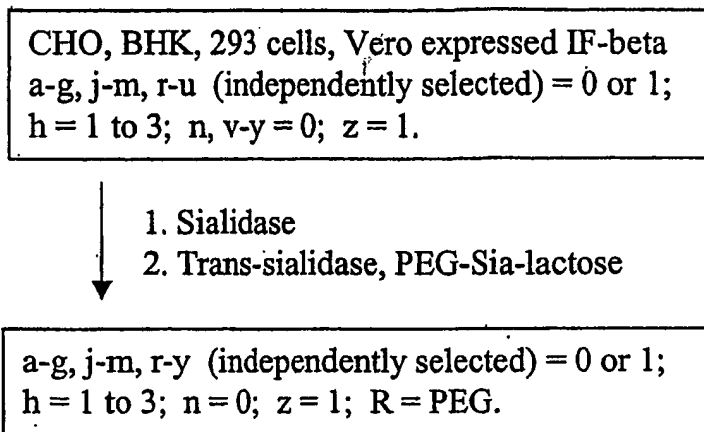 CHO, BHK, 293 cells, Vero expressed IF-beta
a-g, j-m, r-u (independently selected) = 0 or 1;
h = 1 to 3; n, v-y = 0; z = 1.
1. Sialidase
2. Trans-sialidase, PEG-Sia-lactose
a-g, j-m, r-y (independently selected) = 0 or 1;
h = 1 to 3; n = 0; z = 1; R = PEG.